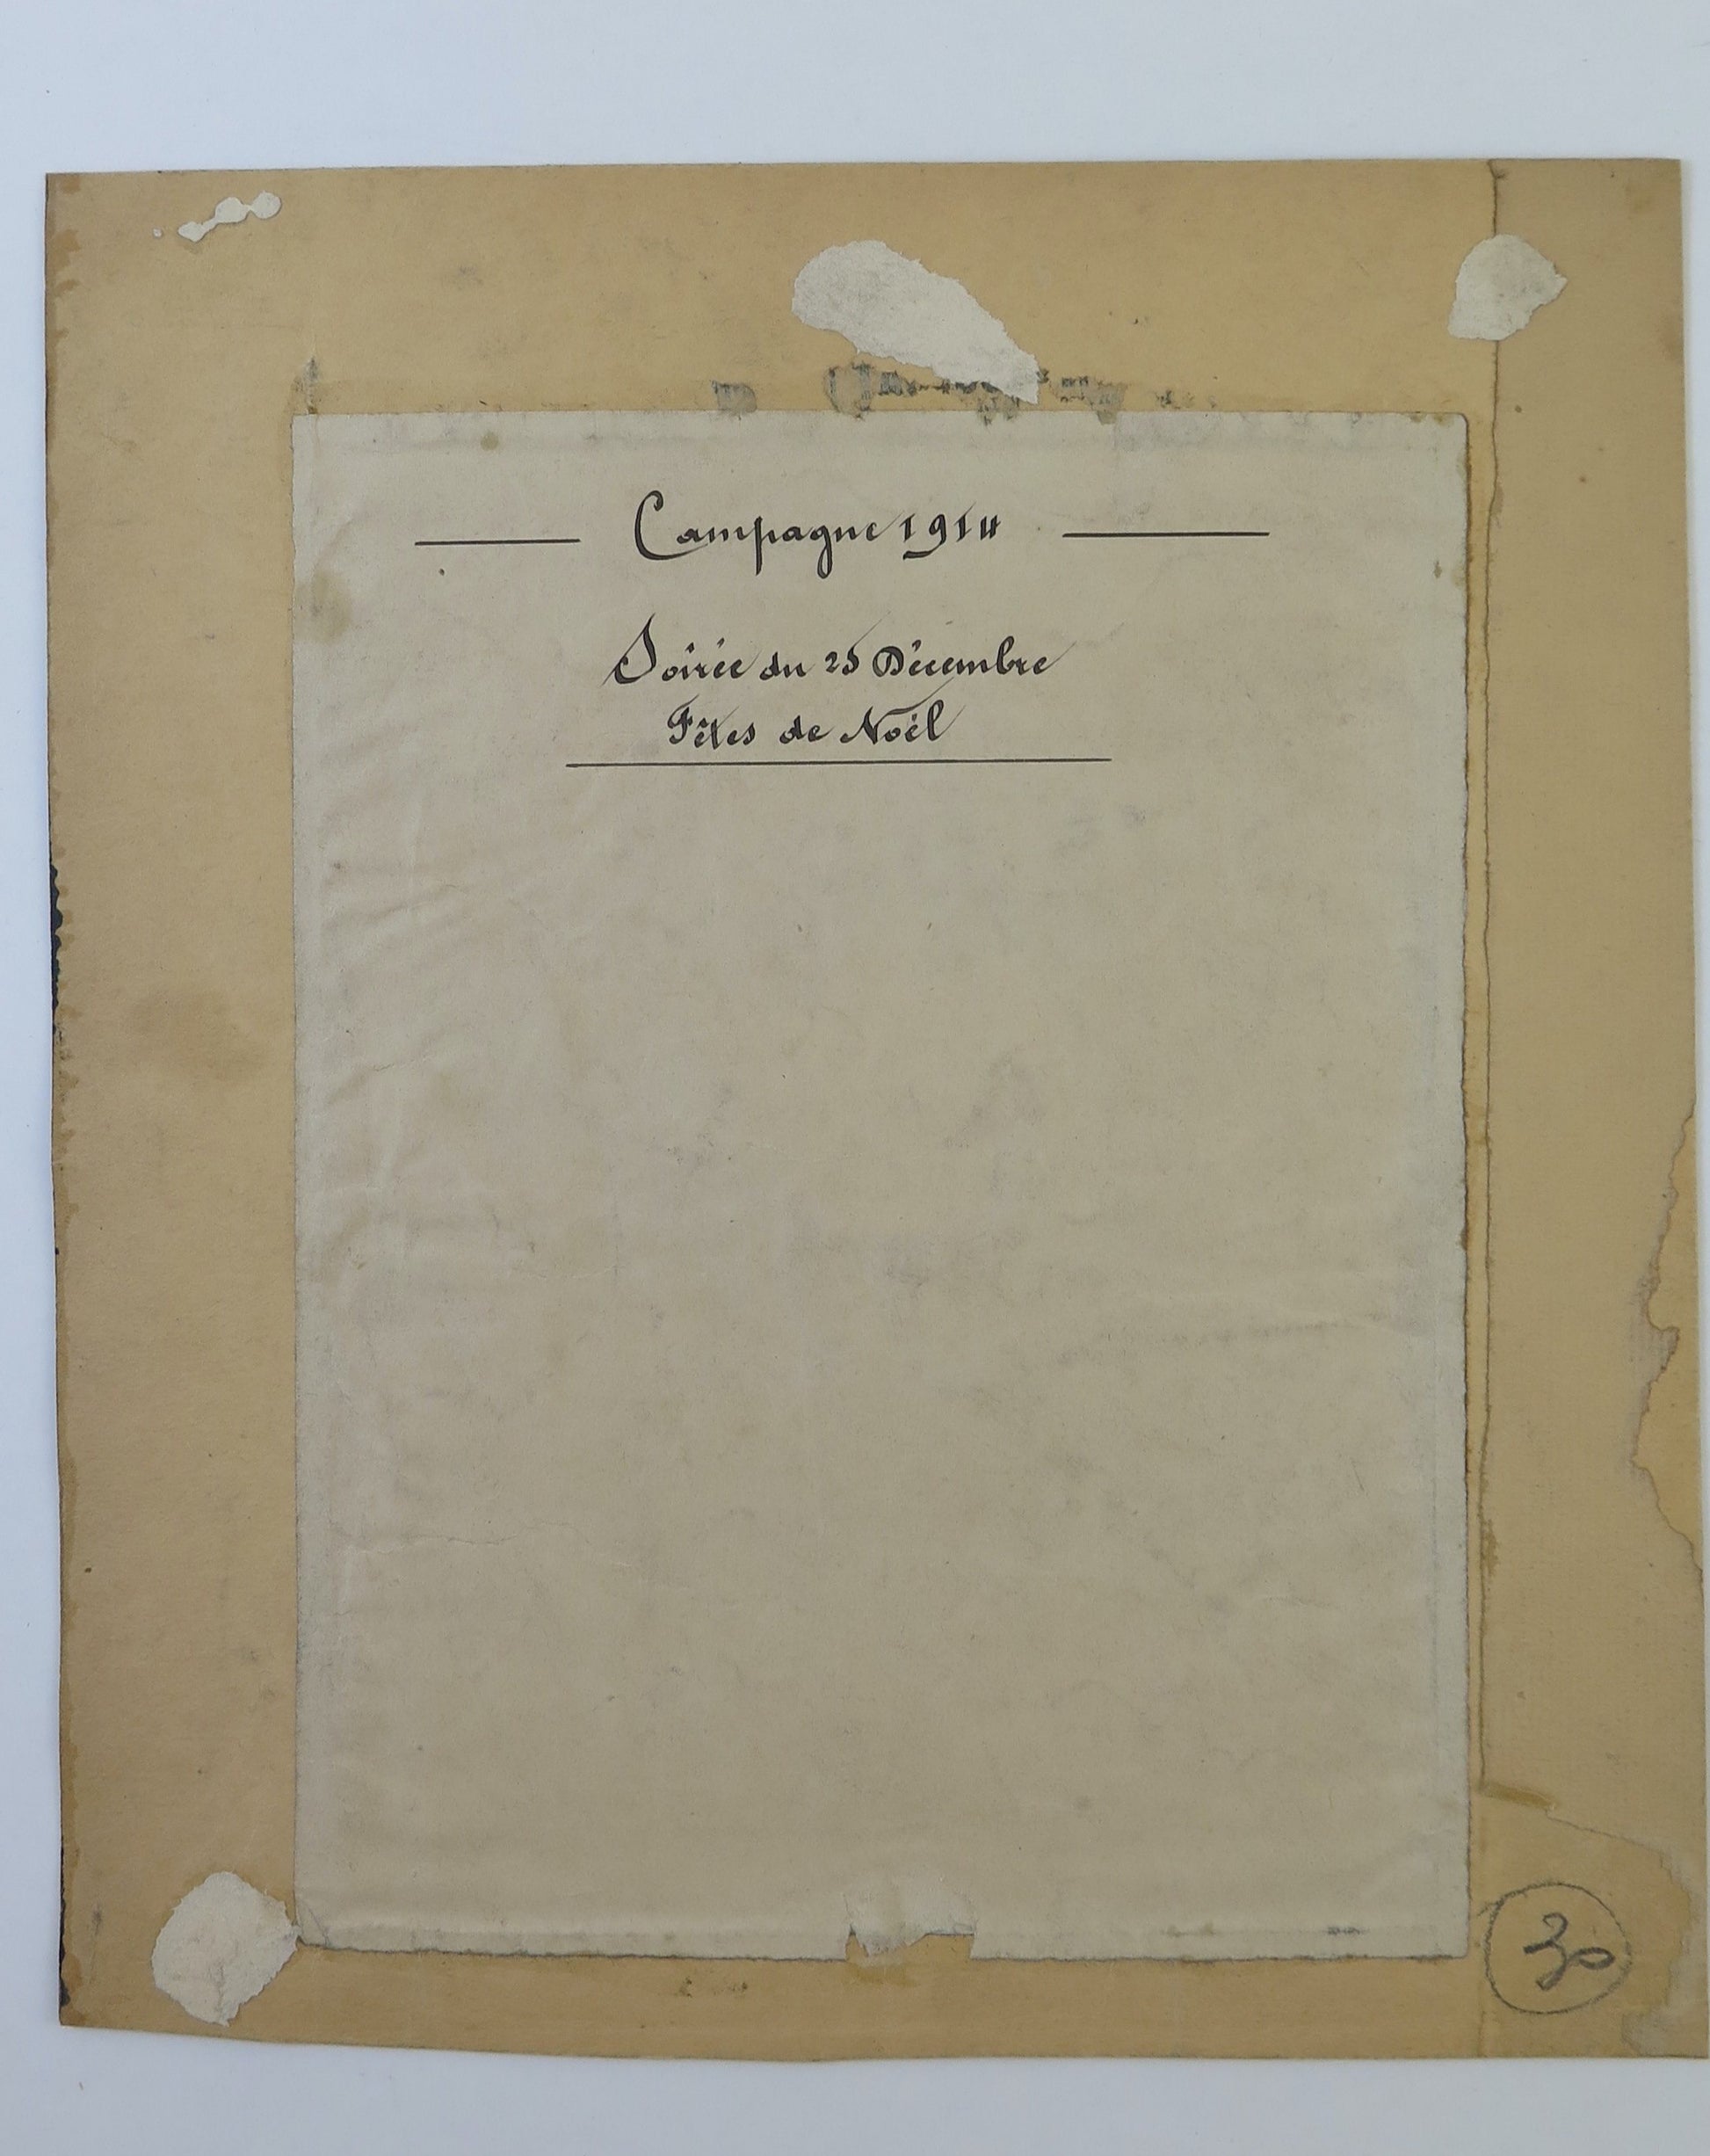 Campagne 1914
Soirée du 25 Décembre
Fêtes de Noël
30